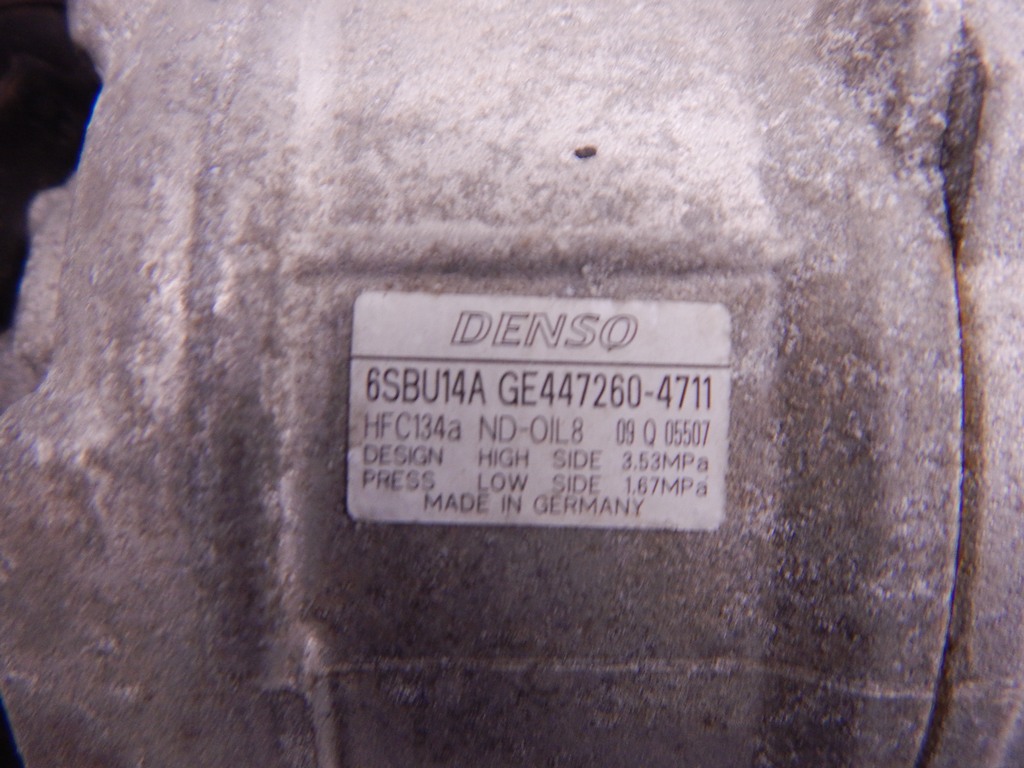 DENSO
6SBU14A GE447260-4711
HFC134a ND-OIL8 09 Q 05507
DESIGN HIGH SIDE 3.53MPa
PRESS LOW SIDE 1.67MPa
MADE IN GERMANY